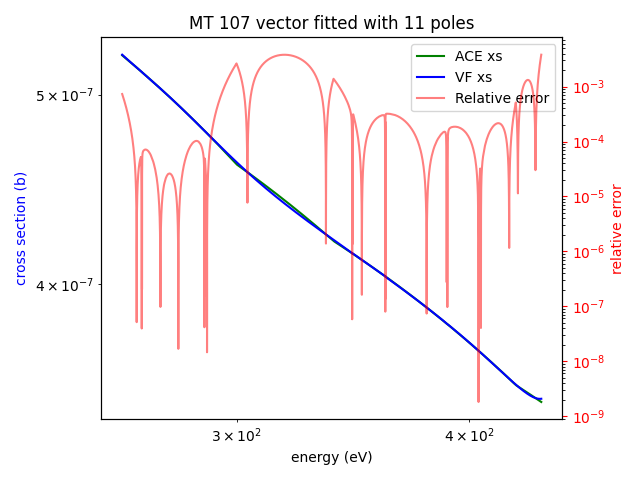 MT 107 vector fitted with 11 poles
ACE xs
VF xs
Relative error
5 × 10⁻⁷
4 × 10⁻⁷
cross section (b)
10⁻³
10⁻⁴
10⁻⁵
10⁻⁶
10⁻⁷
10⁻⁸
10⁻⁹
relative error
3 × 10²
4 × 10²
energy (eV)